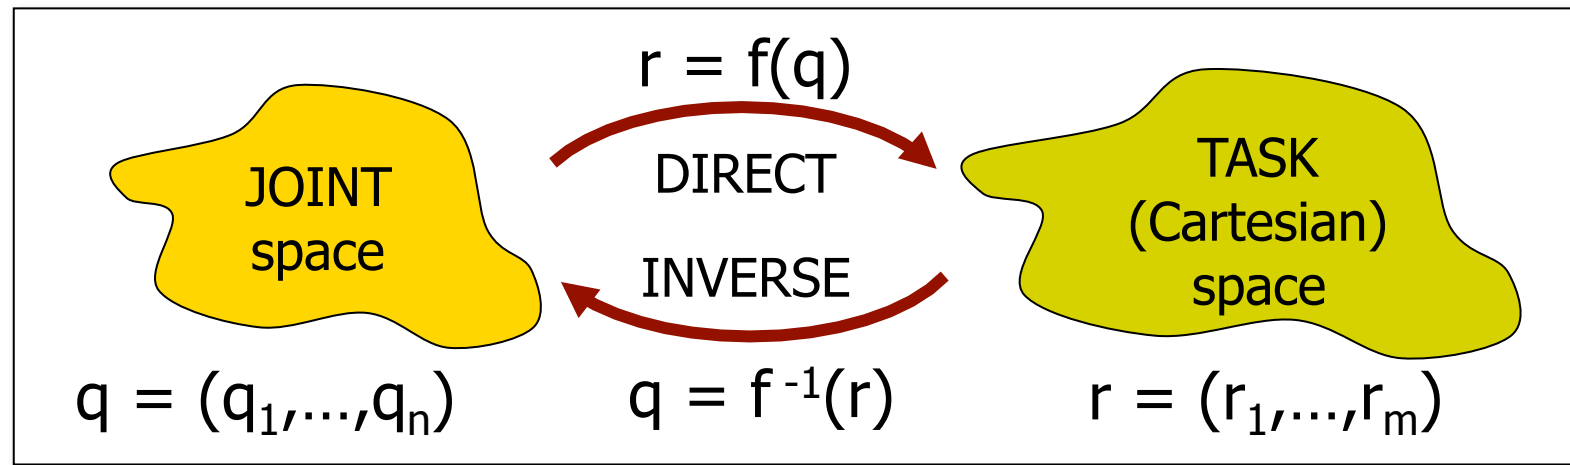 r = f(q)
JOINT
space
DIRECT
INVERSE
TASK
(Cartesian)
space
q = (q₁,…,qₙ)
q = f ⁻¹(r)
r = (r₁,…,rₘ)